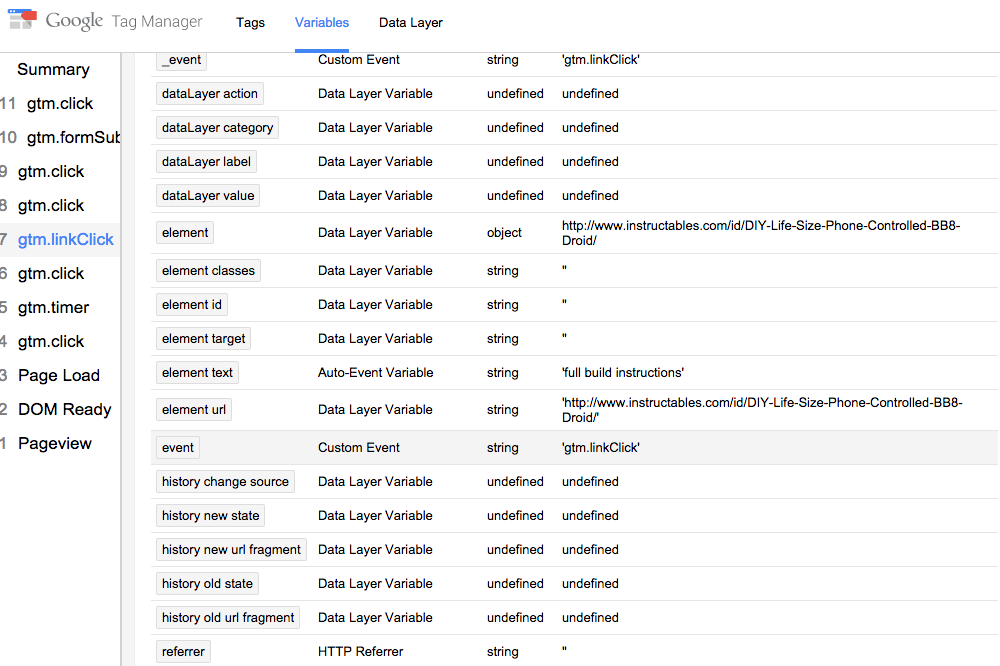 Google Tag Manager Tags Variables Data Layer
Summary
11 gtm.click
10 gtm.formSub
9 gtm.click
8 gtm.click
7 gtm.linkClick
6 gtm.click
5 gtm.timer
4 gtm.click
3 Page Load
2 DOM Ready
1 Pageview
_event Custom Event string 'gtm.linkClick'
dataLayer action Data Layer Variable undefined undefined
dataLayer category Data Layer Variable undefined undefined
dataLayer label Data Layer Variable undefined undefined
dataLayer value Data Layer Variable undefined undefined
element Data Layer Variable object http://www.instructables.com/id/DIY-Life-Size-Phone-Controlled-BB8-
Droid/
element classes Data Layer Variable string ''
element id Data Layer Variable string ''
element target Data Layer Variable string ''
element text Auto-Event Variable string 'full build instructions'
element url Data Layer Variable string 'http://www.instructables.com/id/DIY-Life-Size-Phone-Controlled-BB8-
Droid/'
event Custom Event string 'gtm.linkClick'
history change source Data Layer Variable undefined undefined
history new state Data Layer Variable undefined undefined
history new url fragment Data Layer Variable undefined undefined
history old state Data Layer Variable undefined undefined
history old url fragment Data Layer Variable undefined undefined
referrer HTTP Referrer string ''